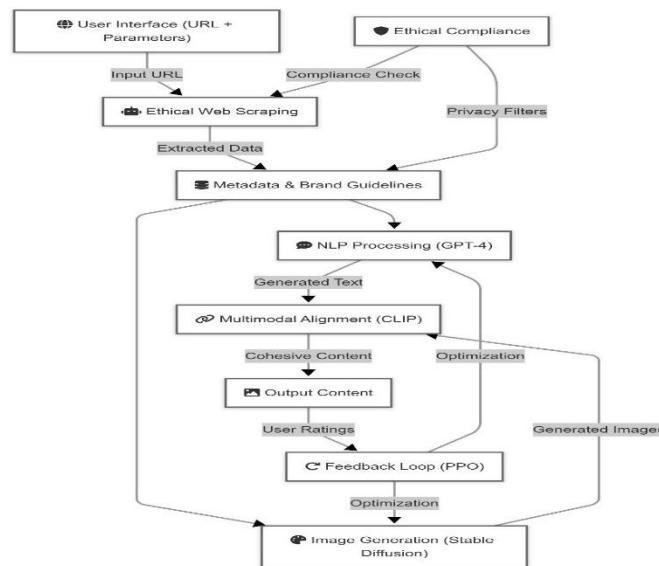 User Interface (URL +
Parameters)
Ethical Compliance
Input URL
Compliance Check
Ethical Web Scraping
Privacy Filters
Extracted Data
Metadata & Brand Guidelines
NLP Processing (GPT-4)
Generated Text
Multimodal Alignment (CLIP)
Cohesive Content
Optimization
Output Content
User Ratings
Generated Images
Feedback Loop (PPO)
Optimization
Image Generation (Stable
Diffusion)